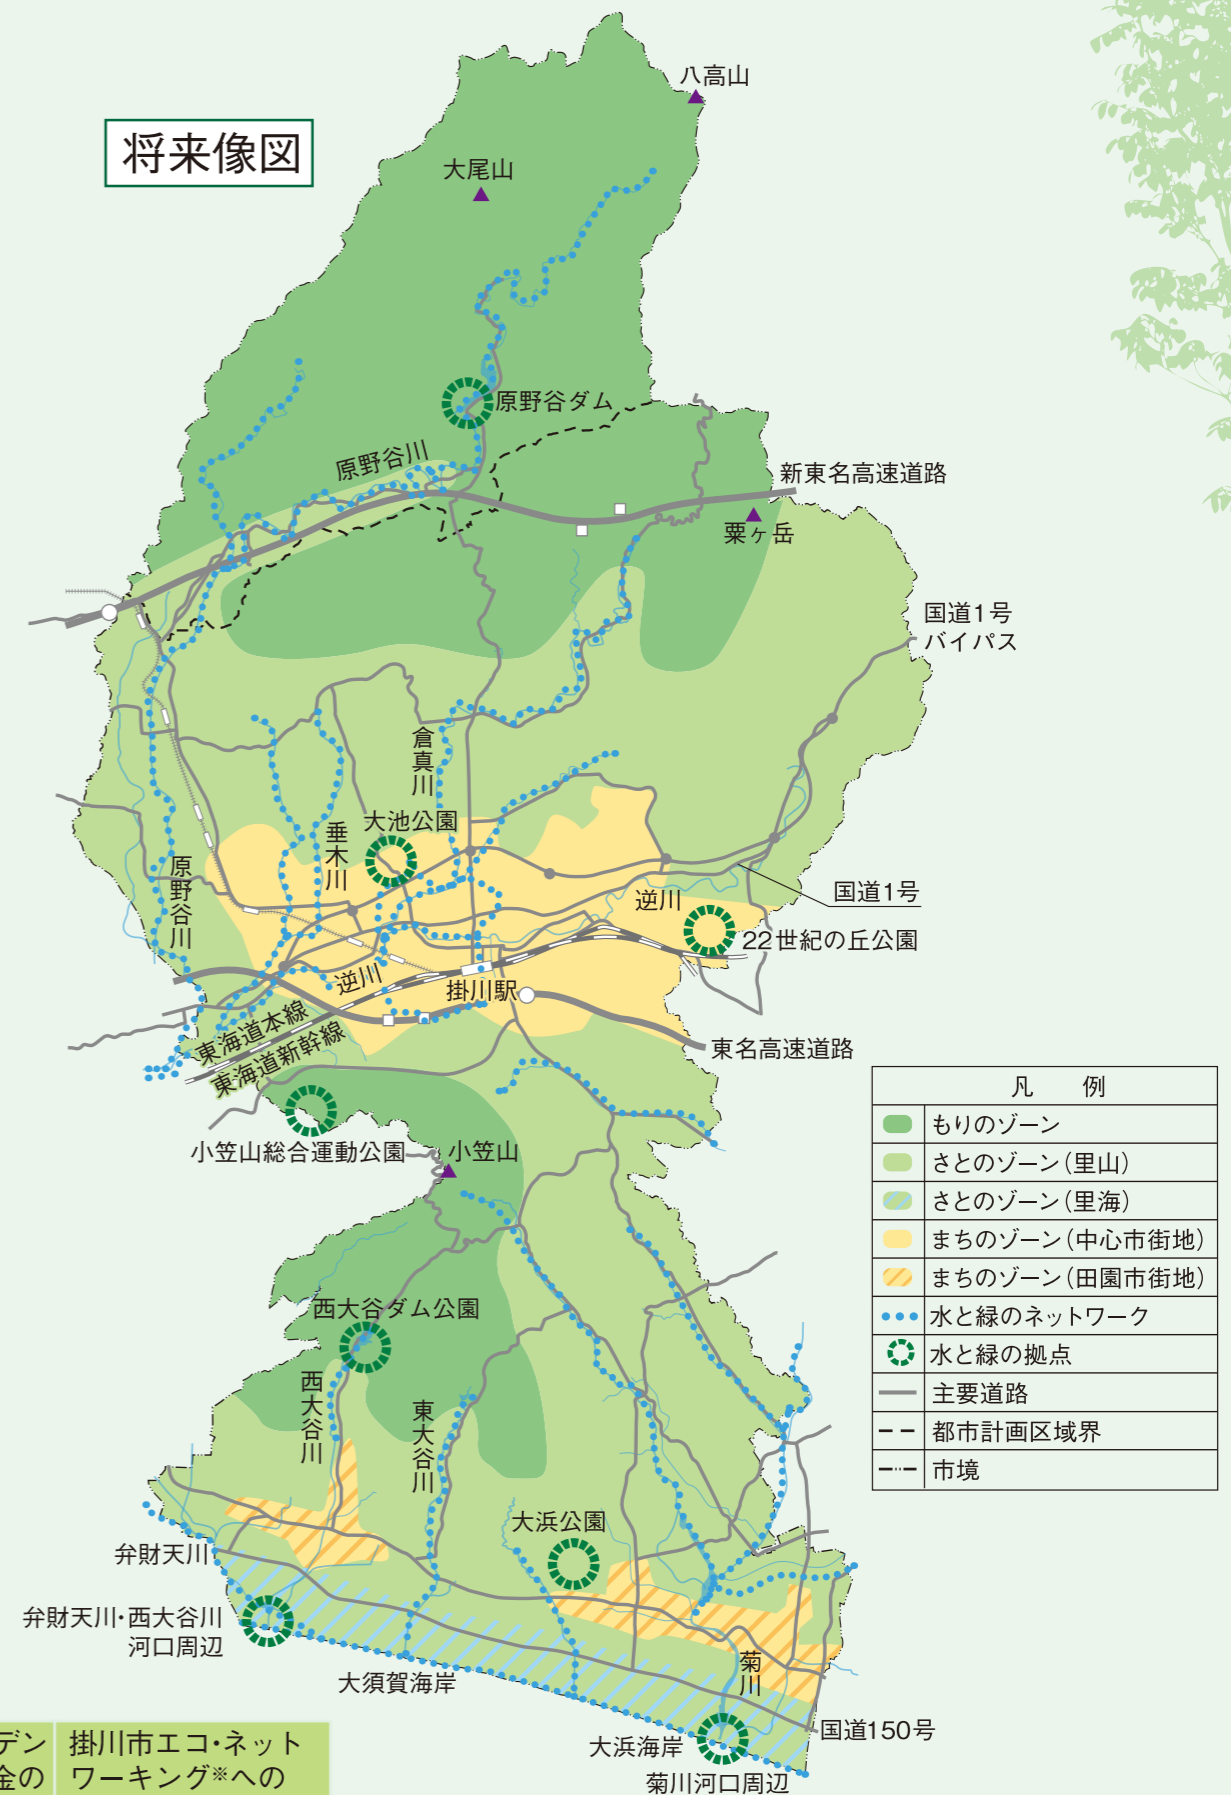 将来像図
八高山
大尾山
原野谷ダム
原野谷川
新東名高速道路
粟ヶ岳
国道1号
バイパス
倉真川
大池公園
垂木川
原野谷川
国道1号
逆川
22世紀の丘公園
逆川
掛川駅
東海道本線
東海道新幹線
東名高速道路
小笠山総合運動公園
小笠山
凡　例
もりのゾーン
さとのゾーン(里山)
さとのゾーン(里海)
まちのゾーン(中心市街地)
まちのゾーン(田園市街地)
水と緑のネットワーク
水と緑の拠点
主要道路
都市計画区域界
市境
西大谷ダム公園
西大谷川
東大谷川
大浜公園
弁財天川
弁財天川・西大谷川
河口周辺
大須賀海岸
菊川
国道150号
大浜海岸
菊川河口周辺
デン
金の
掛川市エコ・ネット
ワーキング※への